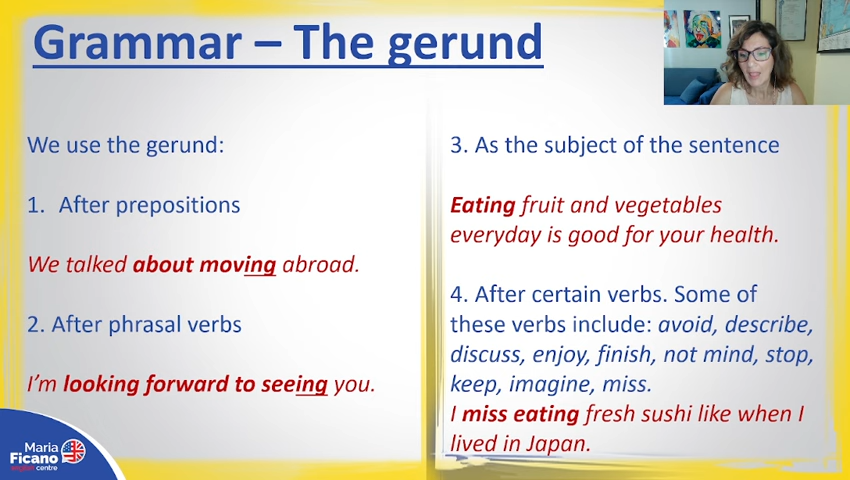 Grammar – The gerund
We use the gerund:
1. After prepositions
We talked about moving abroad.
2. After phrasal verbs
I'm looking forward to seeing you.
3. As the subject of the sentence
Eating fruit and vegetables
everyday is good for your health.
4. After certain verbs. Some of
these verbs include: avoid, describe,
discuss, enjoy, finish, not mind, stop,
keep, imagine, miss.
I miss eating fresh sushi like when I
lived in Japan.
Maria
Ficano
english centre